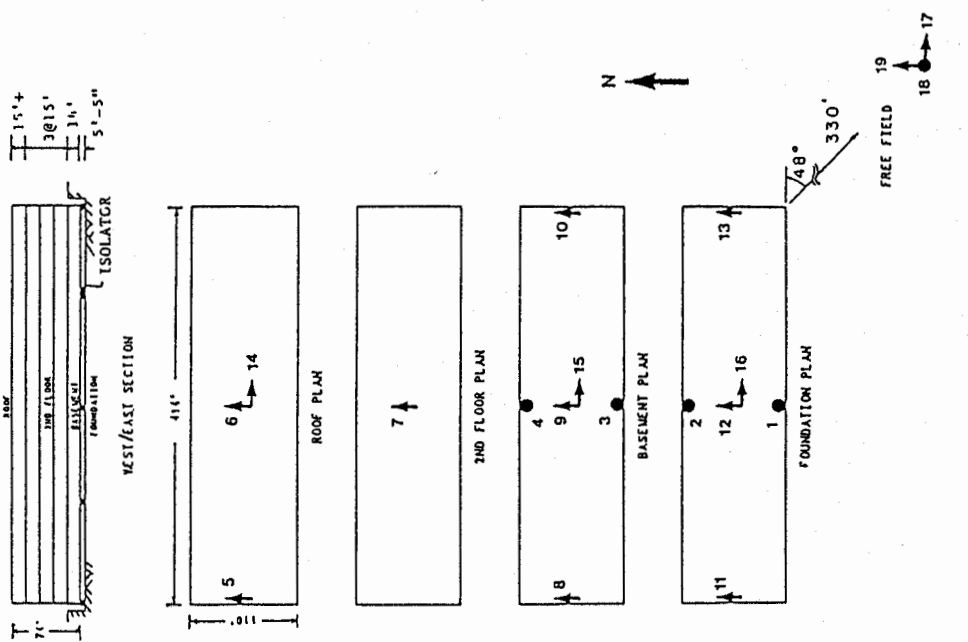 15'+
3@15'
14'
5'-5"
ROOF
2ND FLOOR
BASEMENT
FOUNDATION
ISOLATOR
WEST/EAST SECTION
416'
110'
5
6
14
ROOF PLAN
7
2ND FLOOR PLAN
8
4
9
15
3
10
BASEMENT PLAN
11
2
12
16
1
13
FOUNDATION PLAN
N
48°
330'
FREE FIELD
19
18
17